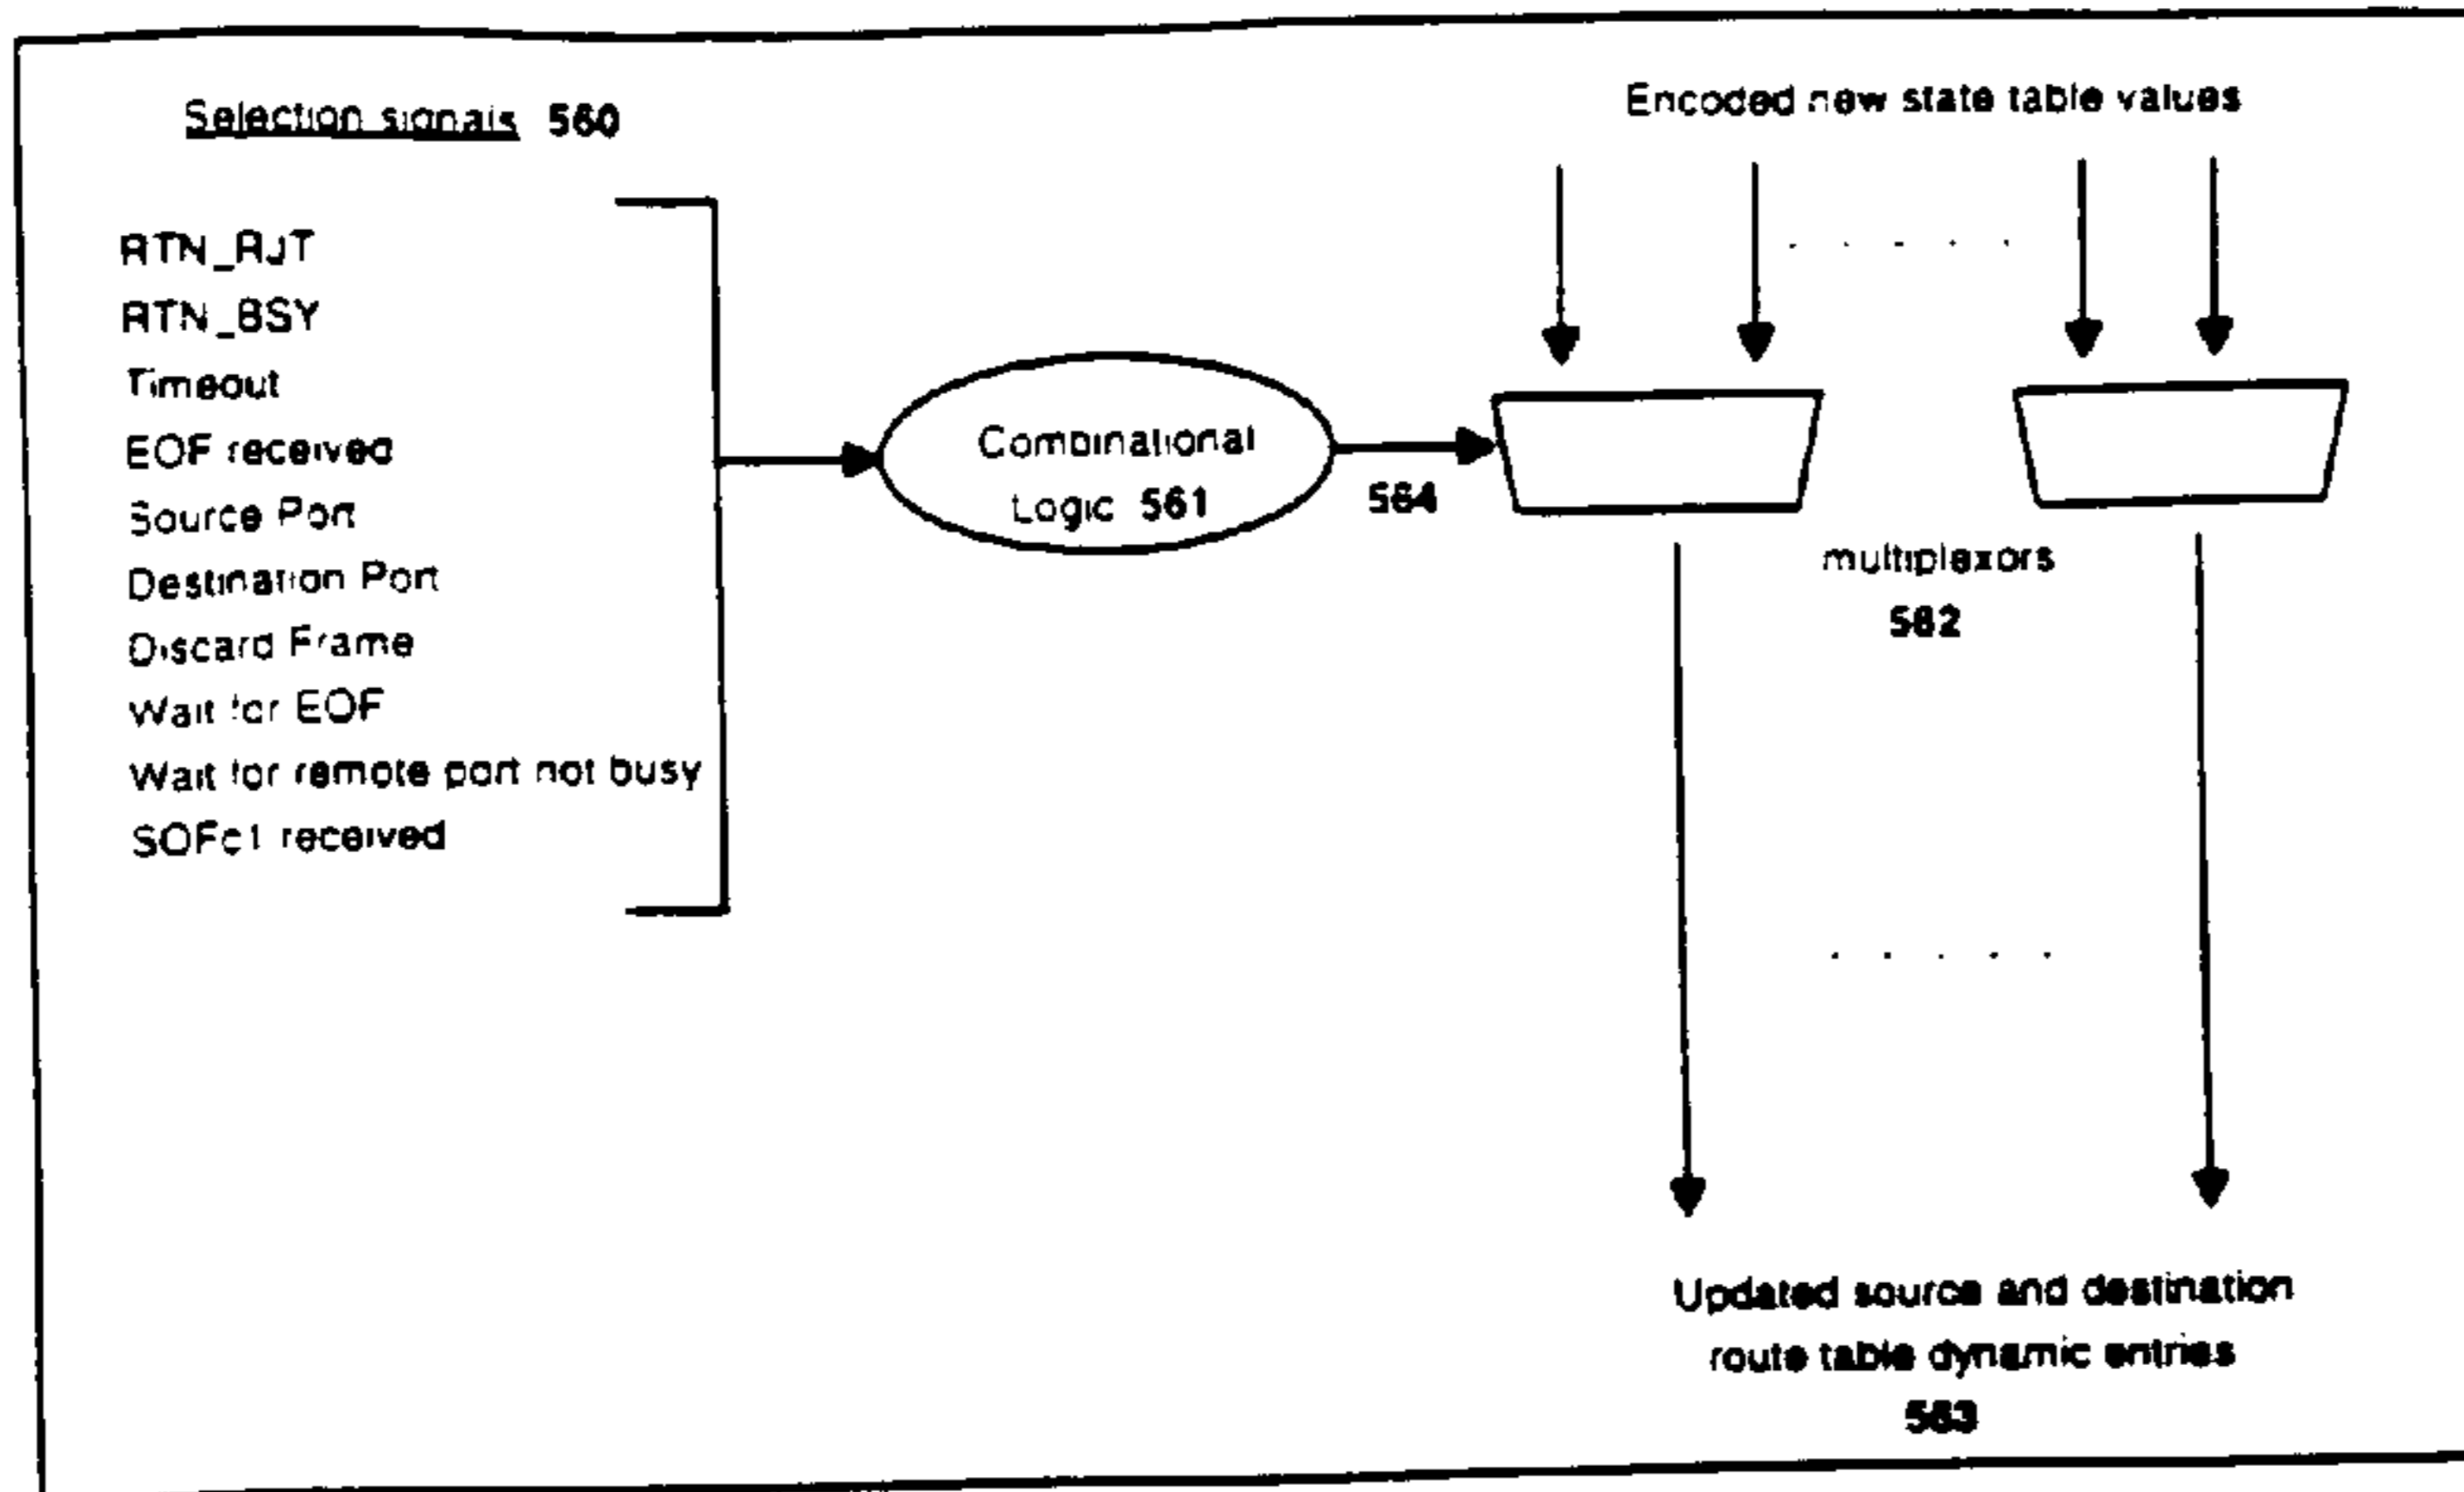 Selection signals 560
RTN_RJT
RTN_BSY
Timeout
EOF received
Source Port
Destination Port
Discard Frame
Wait for EOF
Wait for remote port not busy
SOFc1 received
Combinational
Logic 561
564
Encoded new state table values
multiplexors
562
Updated source and destination
route table dynamic entries
563